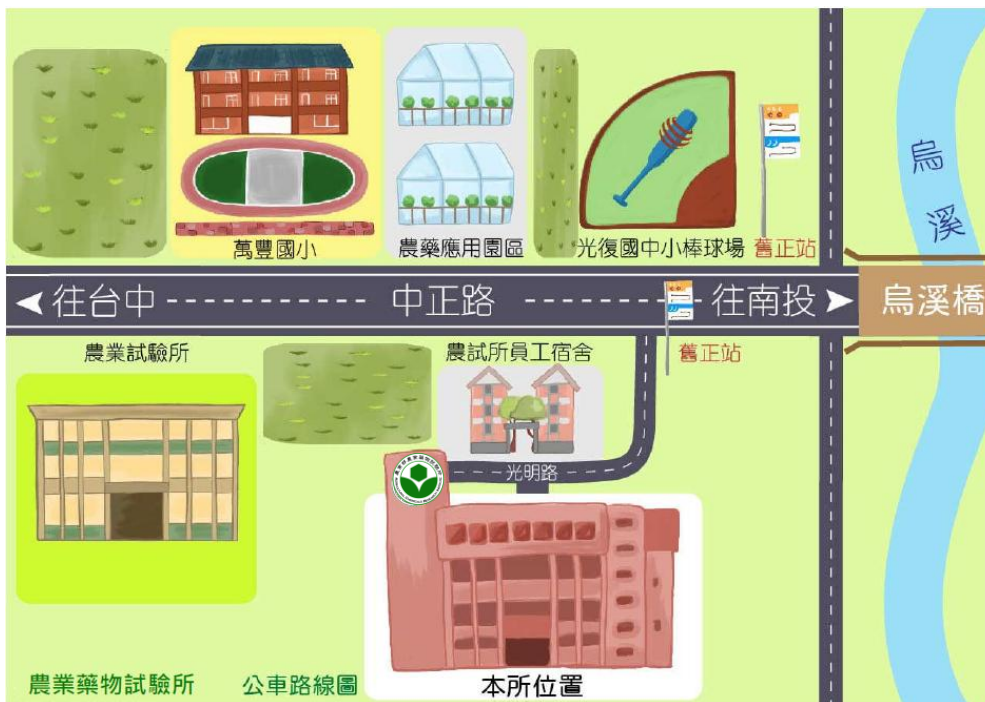 萬豐國小
農藥應用園區
光復國中小棒球場
舊正站
烏溪
往台中
中正路
往南投
烏溪橋
農業試驗所
農試所員工宿舍
舊正站
光明路
農業藥物試驗所
公車路線圖
本所位置